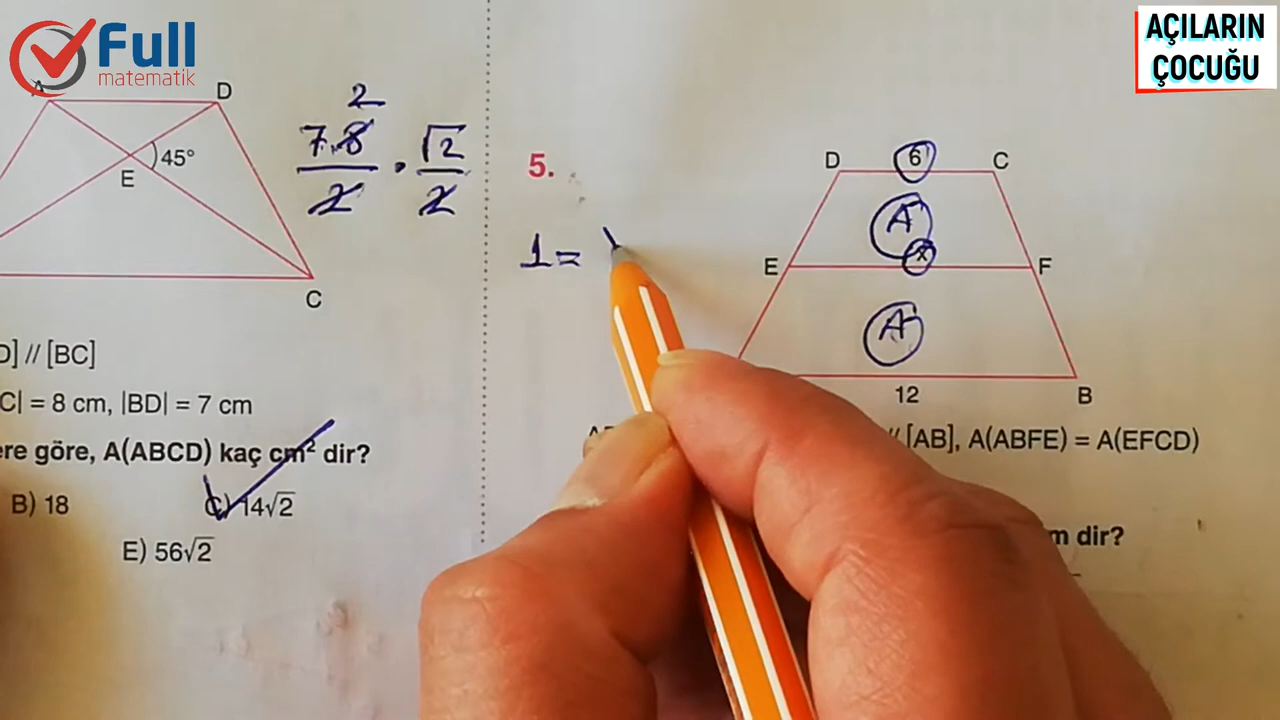 Full
matematik
AÇILARIN
ÇOCUĞU
A
D
E
45°
C
2
7.8
2
.
√2
2
D] // [BC]
C| = 8 cm, |BD| = 7 cm
ere göre, A(ABCD) kaç cm² dir?
B) 18
C) 14√2
E) 56√2
5.
1 =
D
6
C
A
E
x
F
A
12
B
// [AB], A(ABFE) = A(EFCD)
m dir?